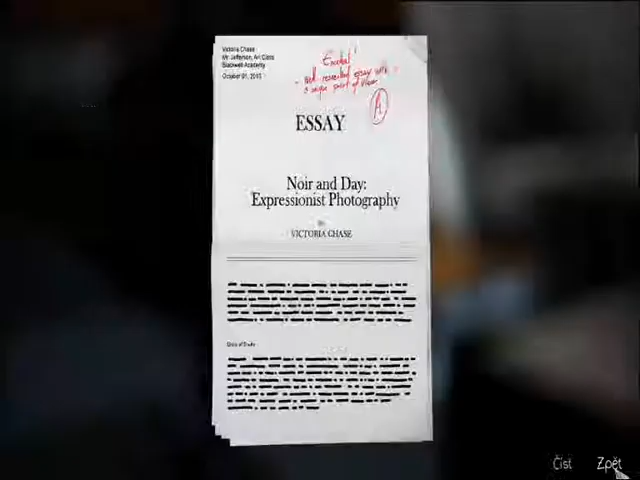 Victoria Chase
Mr. Jefferson, Art Class
Blackwell Academy
October 01, 2013
Excellent!
- Well-researched essay with
a unique point of view.
A
ESSAY
Noir and Day:
Expressionist Photography
by
VICTORIA CHASE
Číst
Zpět